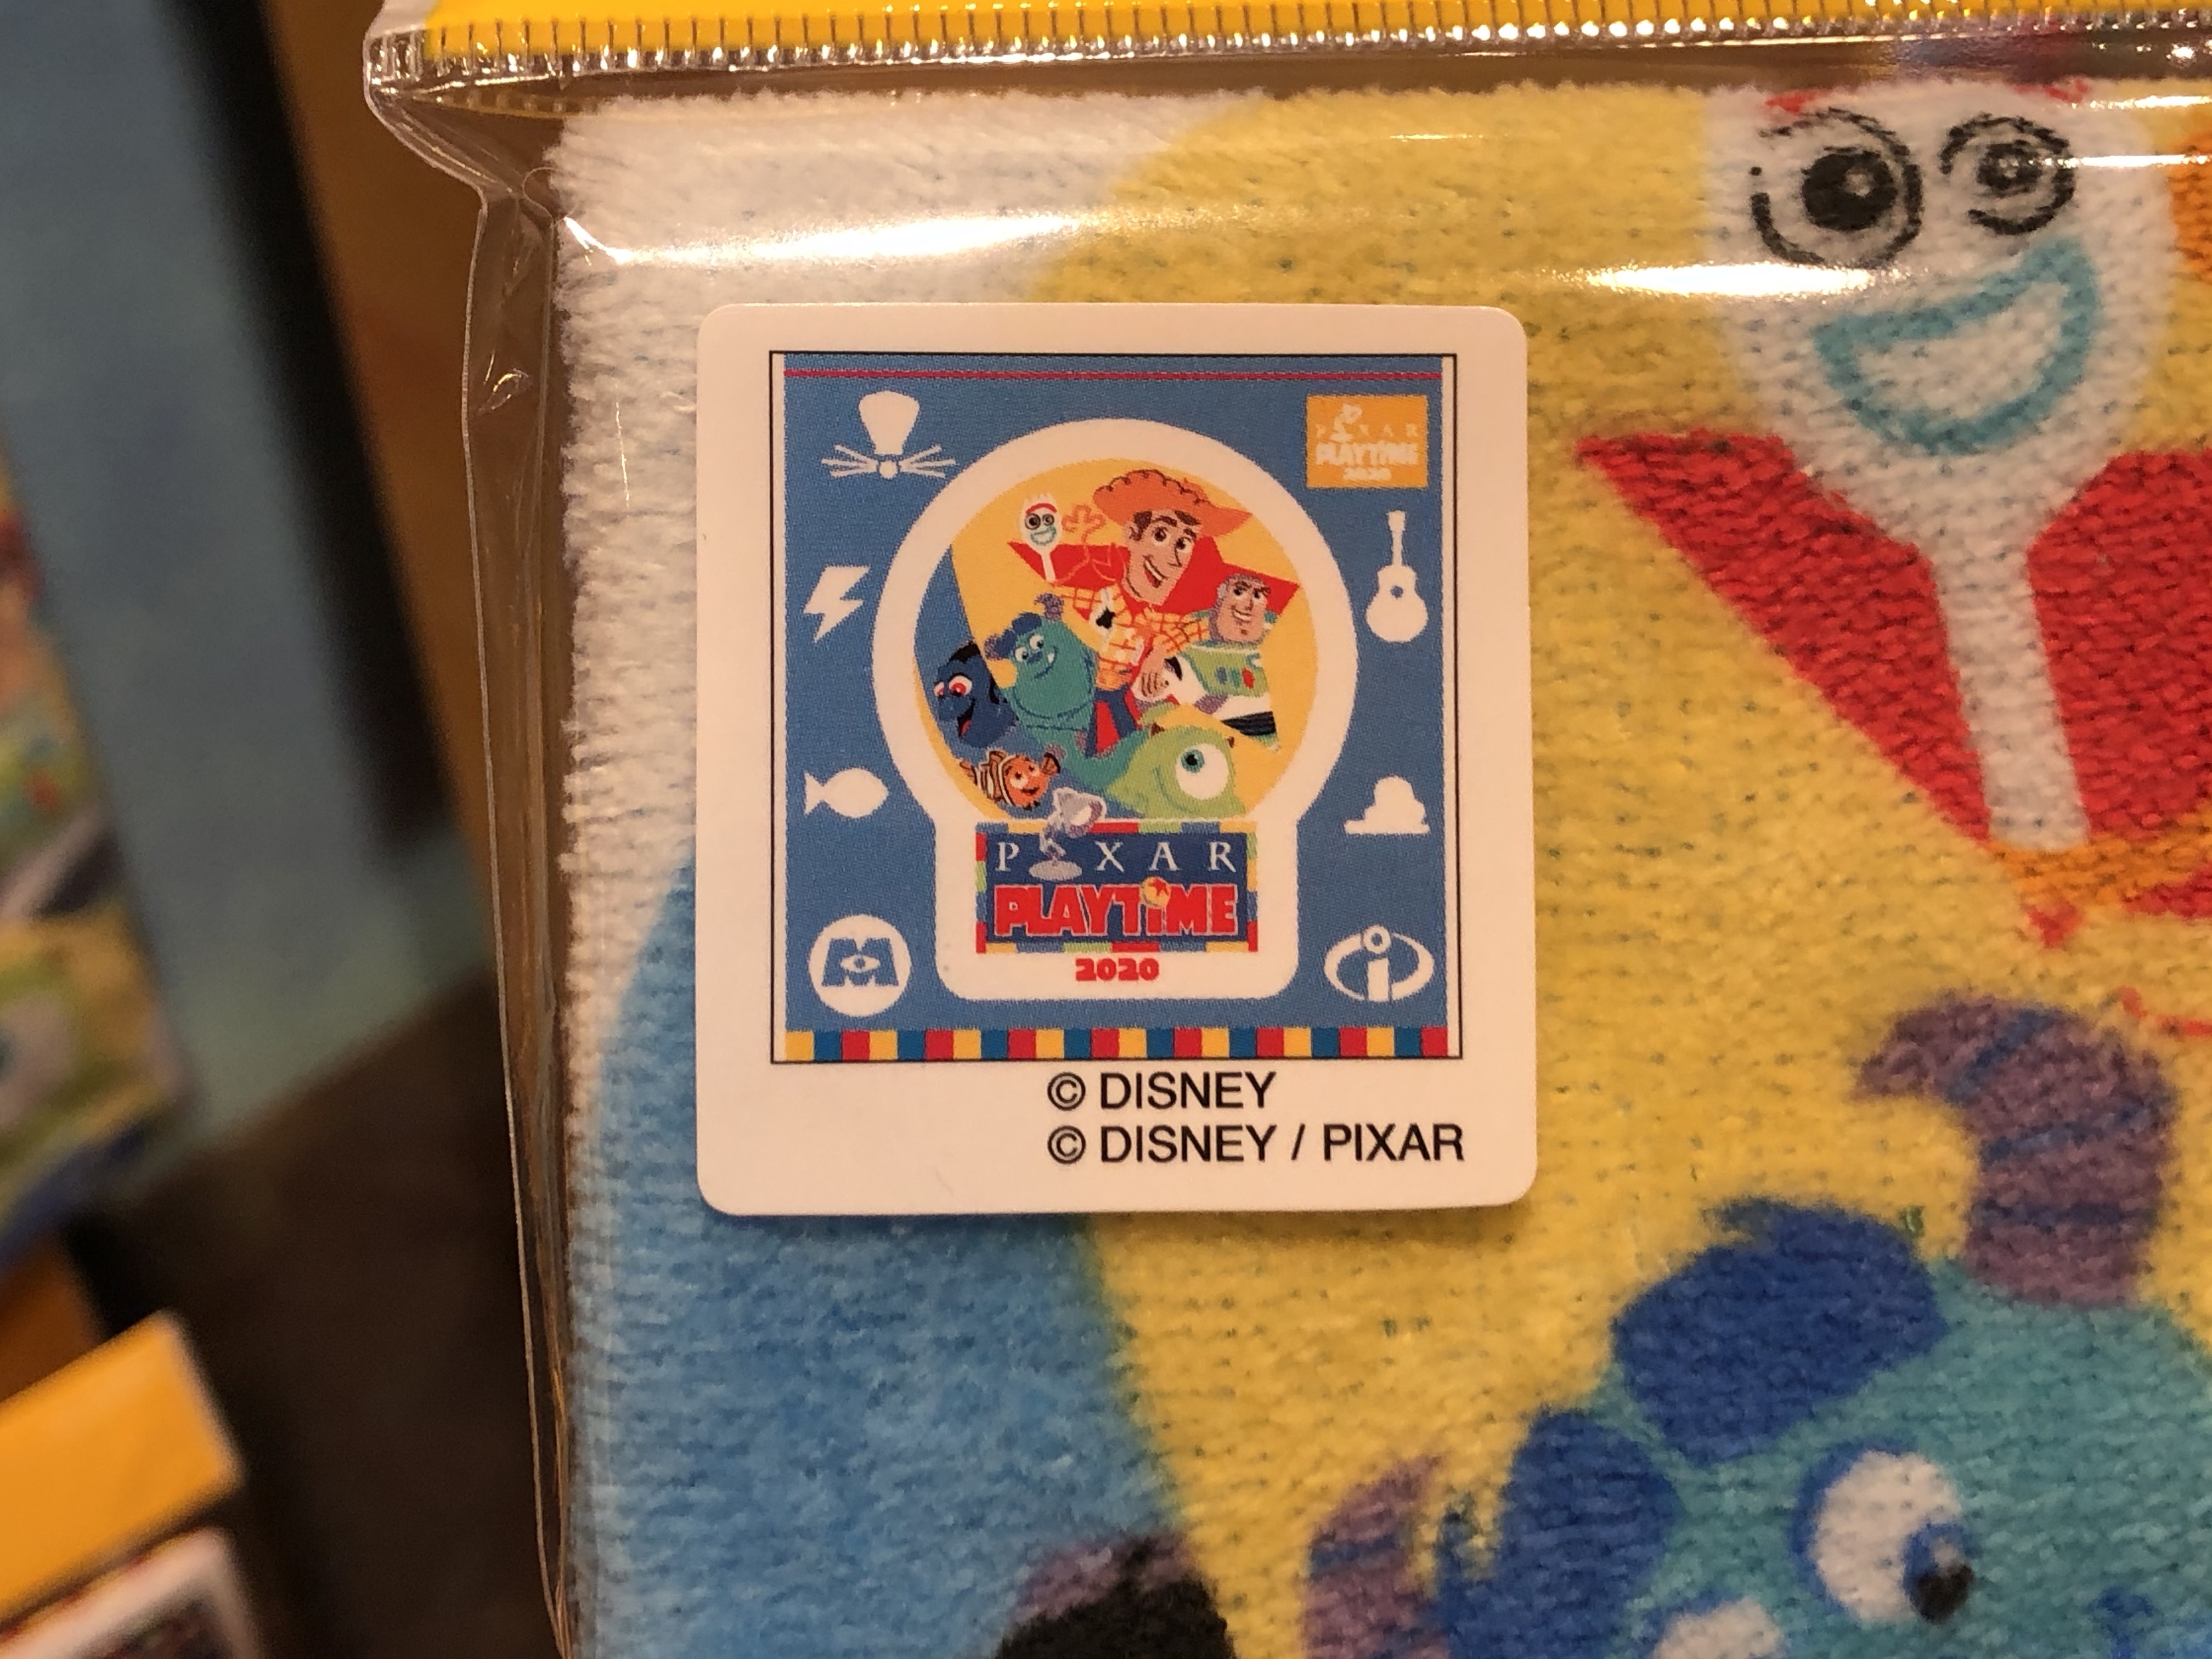 PIXAR
PLAYTIME
2020
PIXAR
PLAYTIME
2020
© DISNEY
© DISNEY / PIXAR